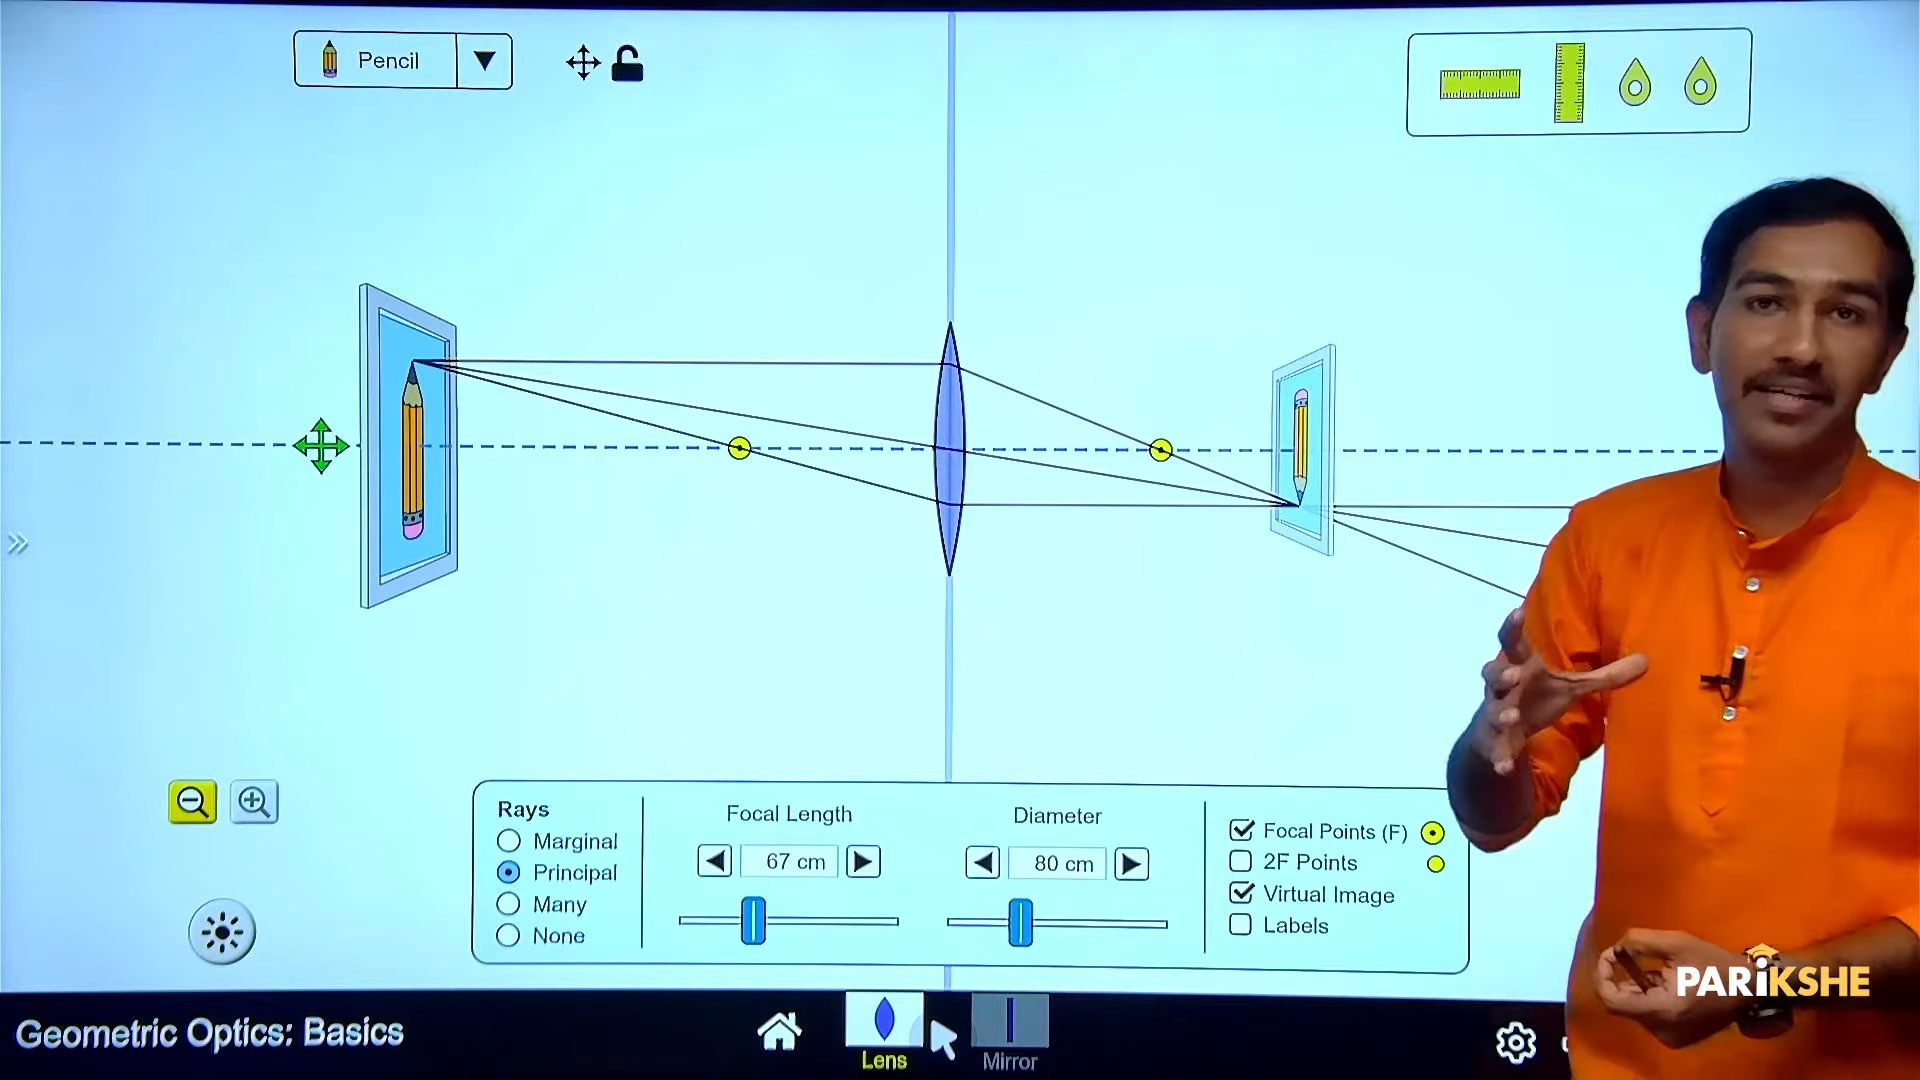 Pencil
Rays
Marginal
Principal
Many
None
Focal Length
67 cm
Diameter
80 cm
Focal Points (F)
2F Points
Virtual Image
Labels
PARIKSHE
Geometric Optics: Basics
Lens
Mirror